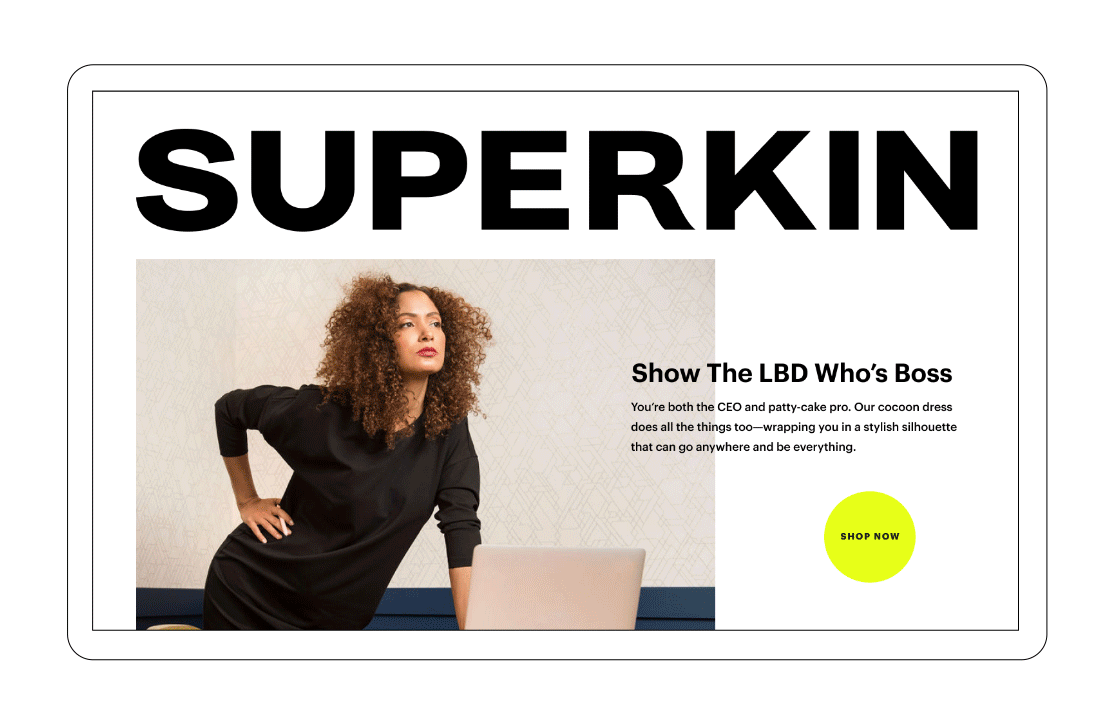 SUPERKIN
Show The LBD Who’s Boss
You’re both the CEO and patty-cake pro. Our cocoon dress
does all the things too—wrapping you in a stylish silhouette
that can go anywhere and be everything.
SHOP NOW